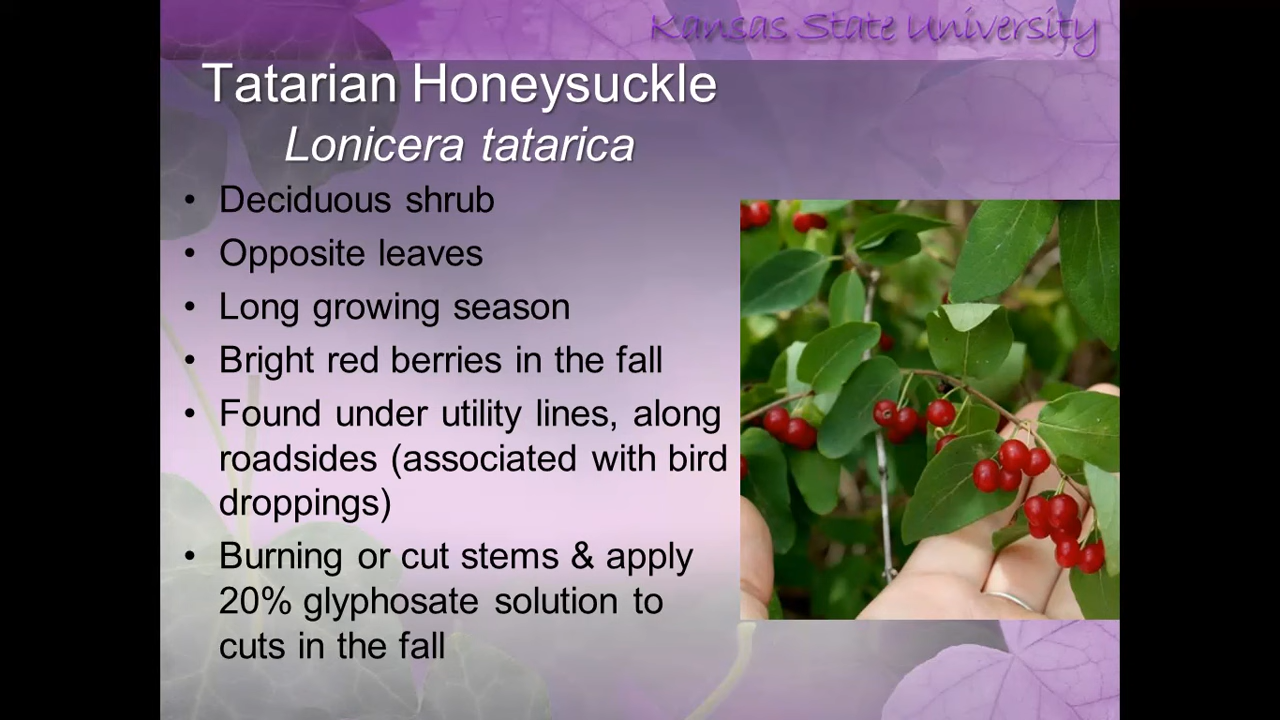 Kansas State University
Tatarian Honeysuckle
Lonicera tatarica
• Deciduous shrub
• Opposite leaves
• Long growing season
• Bright red berries in the fall
• Found under utility lines, along
roadsides (associated with bird
droppings)
• Burning or cut stems & apply
20% glyphosate solution to
cuts in the fall